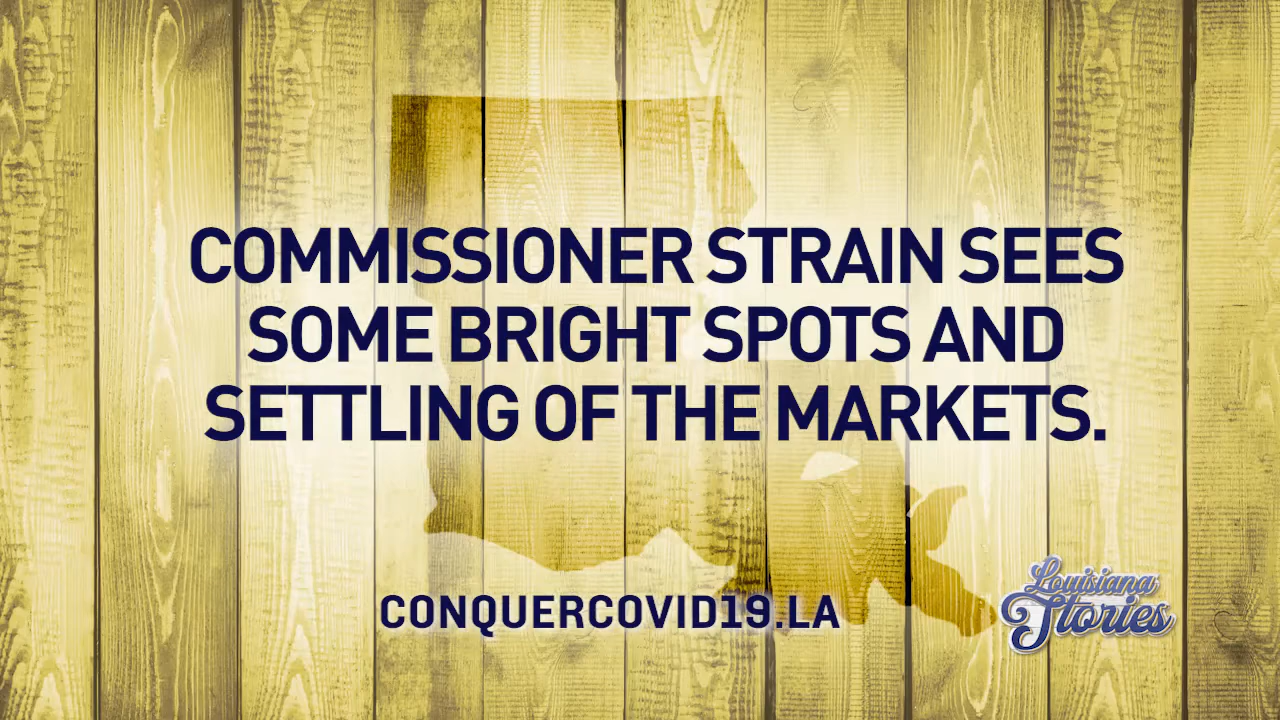 COMMISSIONER STRAIN SEES
SOME BRIGHT SPOTS AND
SETTLING OF THE MARKETS.
CONQUERCOVID19.LA
Louisiana
Stories